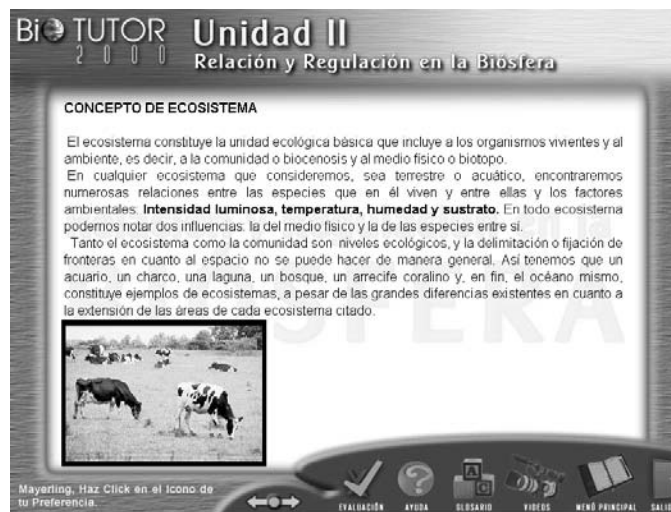 Bio TUTOR
2000
Unidad II
Relación y Regulación en la Biósfera
CONCEPTO DE ECOSISTEMA
El ecosistema constituye la unidad ecológica básica que incluye a los organismos vivientes y al
ambiente, es decir, a la comunidad o biocenosis y al medio físico o biotopo.
En cualquier ecosistema que consideremos, sea terrestre o acuático, encontraremos
numerosas relaciones entre las especies que en él viven y entre ellas y los factores
ambientales: Intensidad luminosa, temperatura, humedad y sustrato. En todo ecosistema
podemos notar dos influencias: la del medio físico y la de las especies entre sí.
Tanto el ecosistema como la comunidad son niveles ecológicos, y la delimitación o fijación de
fronteras en cuanto al espacio no se puede hacer de manera general. Así tenemos que un
acuario, un charco, una laguna, un bosque, un arrecife coralino y, en fin, el océano mismo,
constituye ejemplos de ecosistemas, a pesar de las grandes diferencias existentes en cuanto a
la extensión de las áreas de cada ecosistema citado.
Mayerling, Haz Click en el Icono de
tu Preferencia.
EVALUACIÓN AYUDA GLOSARIO VIDEOS MENÚ PRINCIPAL